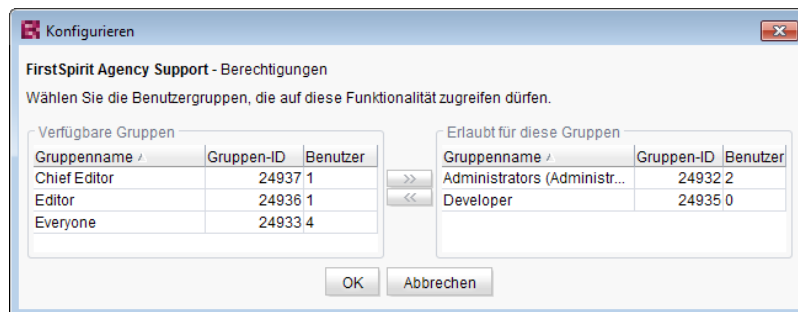 Konfigurieren
FirstSpirit Agency Support - Berechtigungen
Wählen Sie die Benutzergruppen, die auf diese Funktionalität zugreifen dürfen.
Verfügbare Gruppen
Gruppenname Gruppen-ID Benutzer
Chief Editor 24937 1
Editor 24936 1
Everyone 24933 4
>>
<<
Erlaubt für diese Gruppen
Gruppenname Gruppen-ID Benutzer
Administrators (Administr... 24932 2
Developer 24935 0
OK Abbrechen